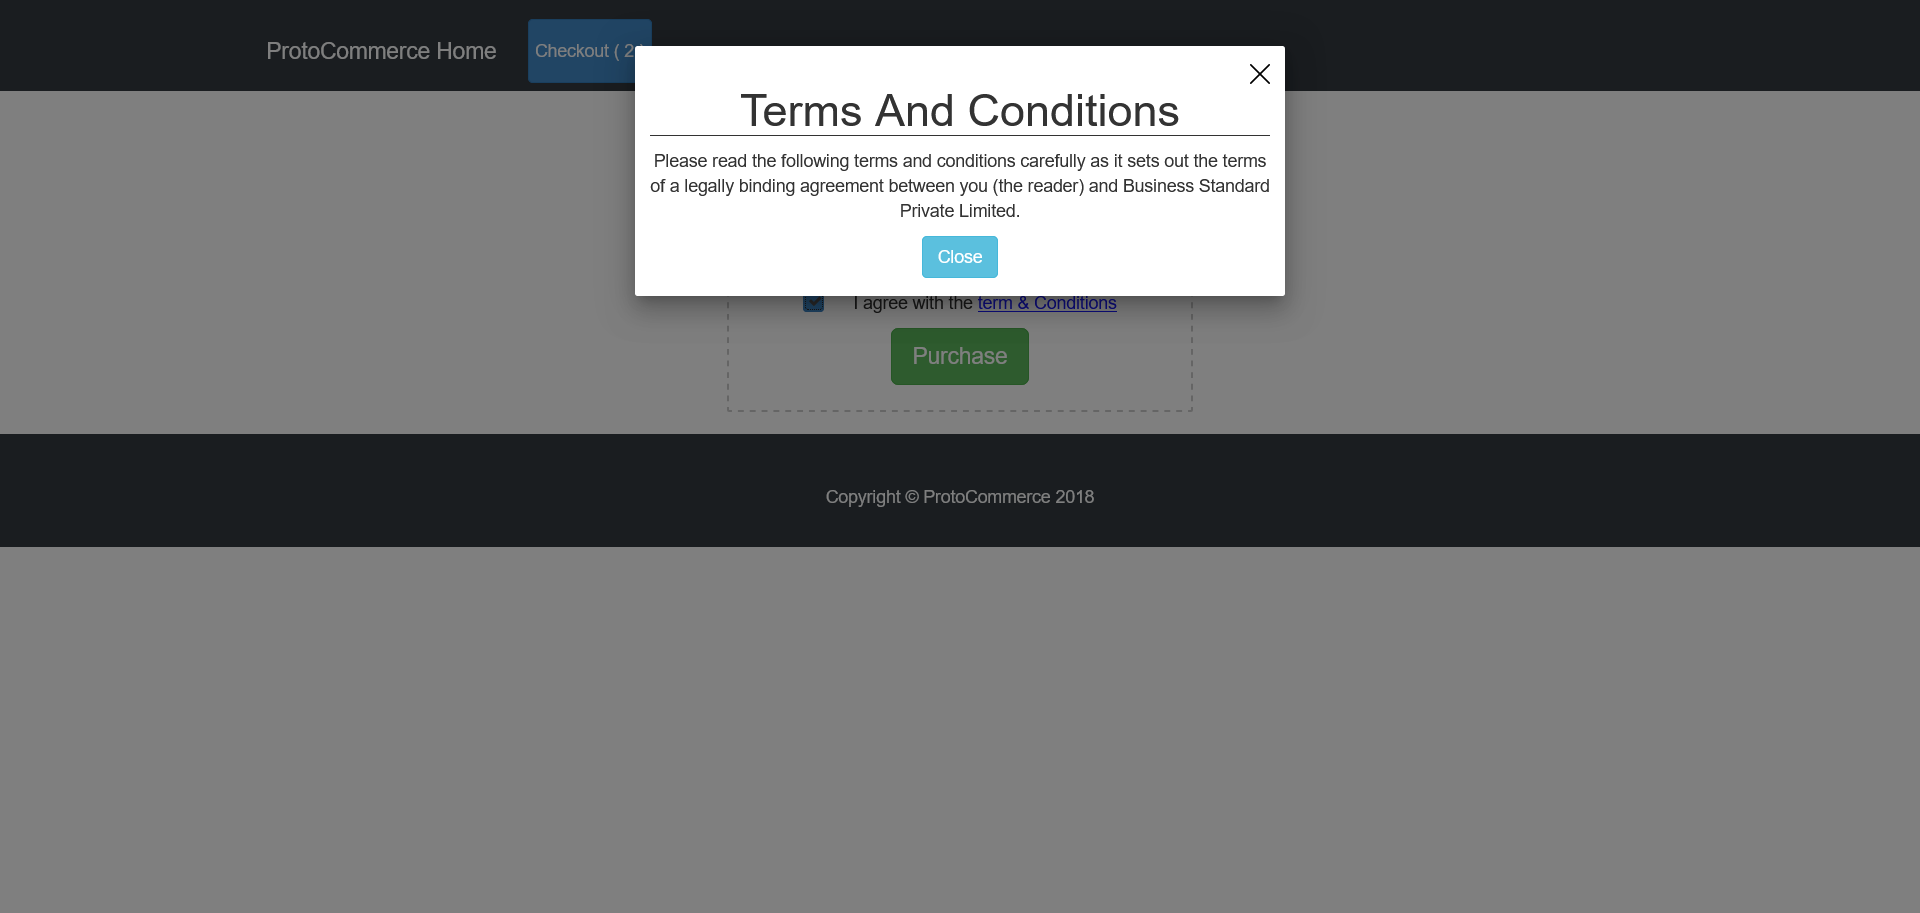 ProtoCommerce Home
Checkout ( 2
Terms And Conditions
Please read the following terms and conditions carefully as it sets out the terms
of a legally binding agreement between you (the reader) and Business Standard
Private Limited.
Close
I agree with the term & Conditions
Purchase
Copyright © ProtoCommerce 2018